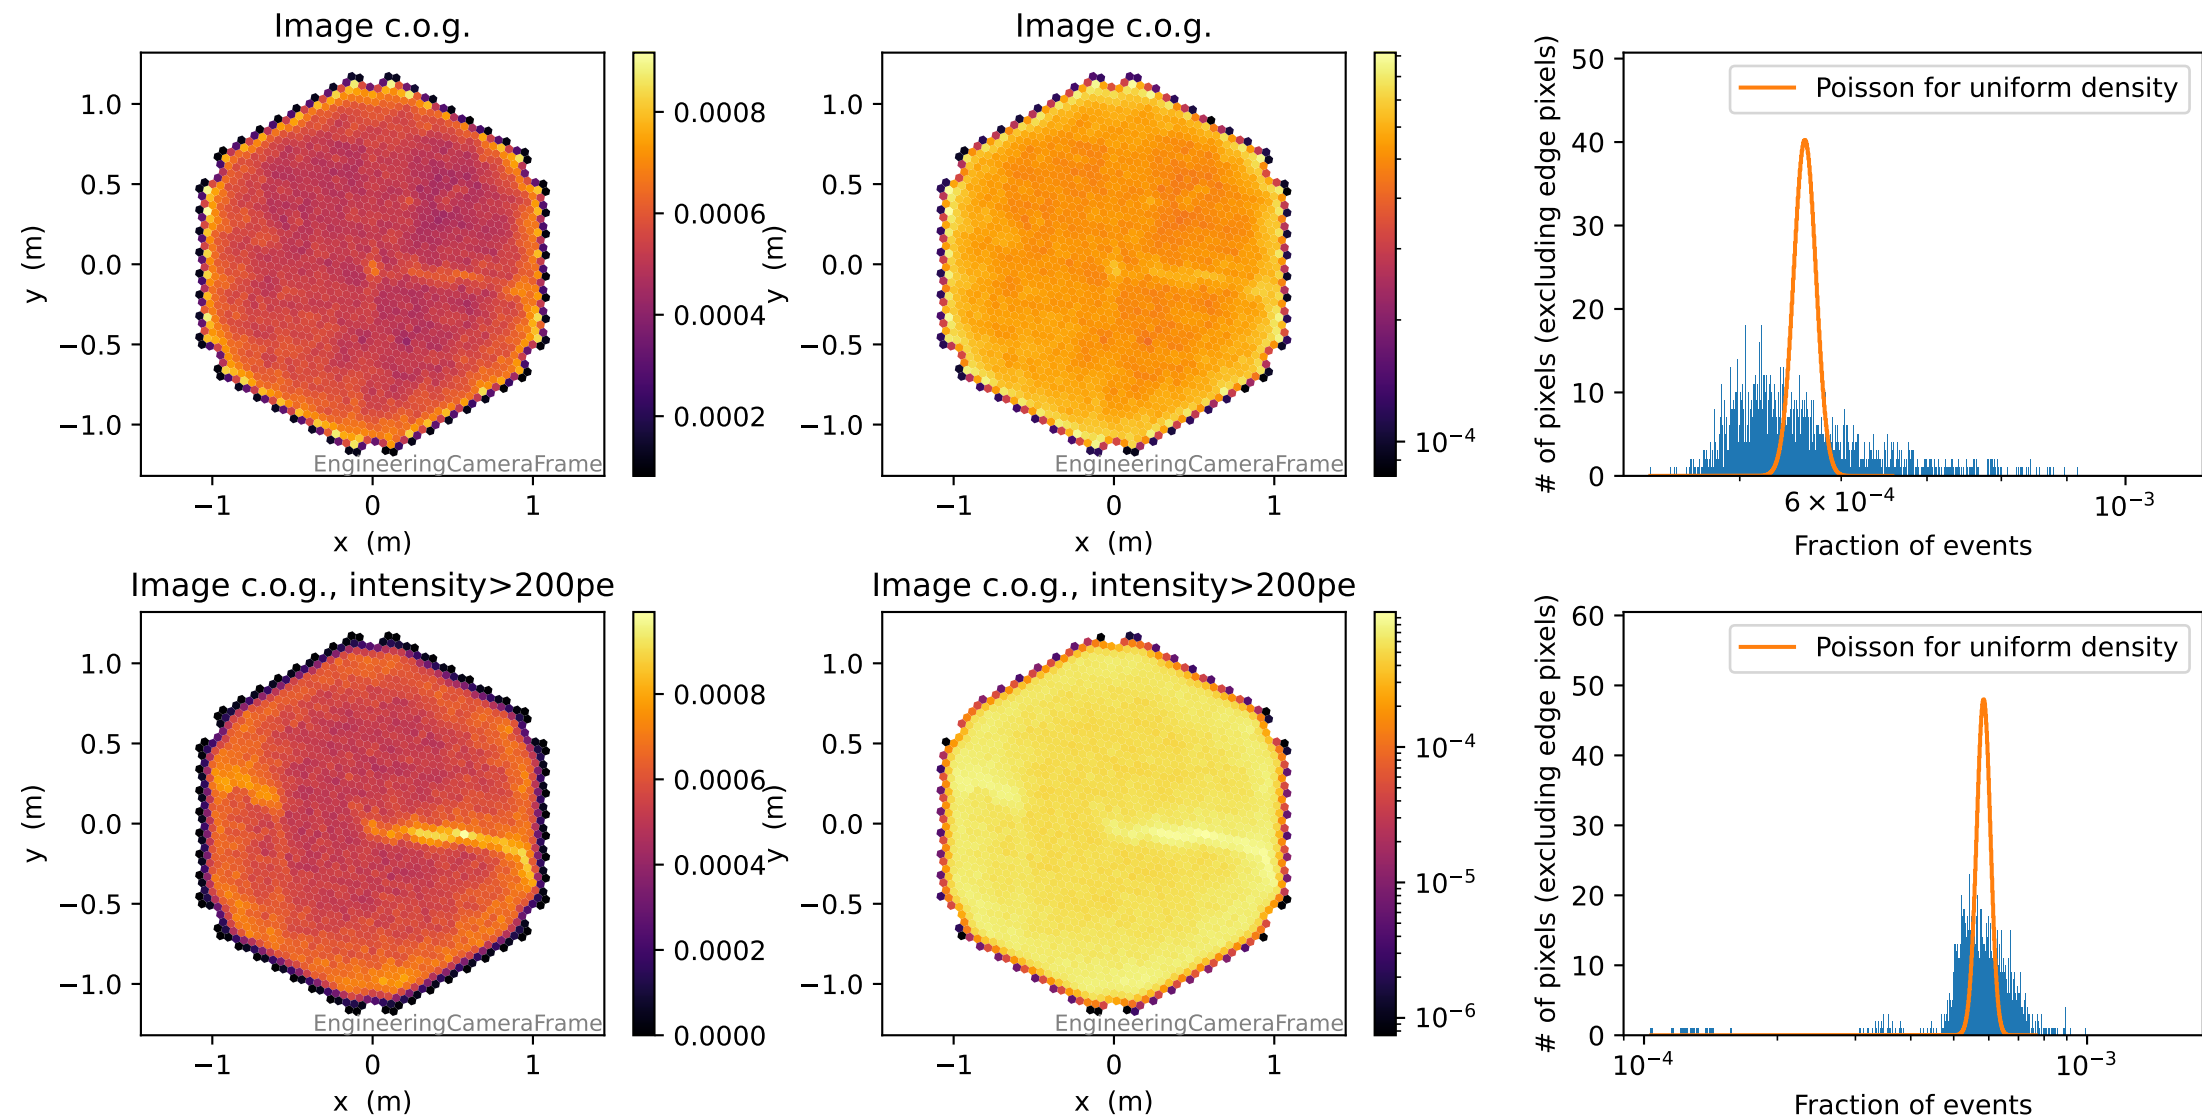 Image c.o.g.
1.0
0.5
0.0
−0.5
−1.0
y (m)
−1
0
1
x (m)
EngineeringCameraFrame
0.0008
0.0006
0.0004
0.0002
Image c.o.g.
1.0
0.5
0.0
−0.5
−1.0
y (m)
−1
0
1
x (m)
EngineeringCameraFrame
10⁻⁴
50
40
30
20
10
0
# of pixels (excluding edge pixels)
Poisson for uniform density
6 × 10⁻⁴
10⁻³
Fraction of events
Image c.o.g., intensity>200pe
1.0
0.5
0.0
−0.5
−1.0
y (m)
−1
0
1
x (m)
EngineeringCameraFrame
0.0008
0.0006
0.0004
0.0002
0.0000
Image c.o.g., intensity>200pe
1.0
0.5
0.0
−0.5
−1.0
y (m)
−1
0
1
x (m)
EngineeringCameraFrame
10⁻⁴
10⁻⁵
10⁻⁶
60
50
40
30
20
10
0
# of pixels (excluding edge pixels)
Poisson for uniform density
10⁻⁴
10⁻³
Fraction of events